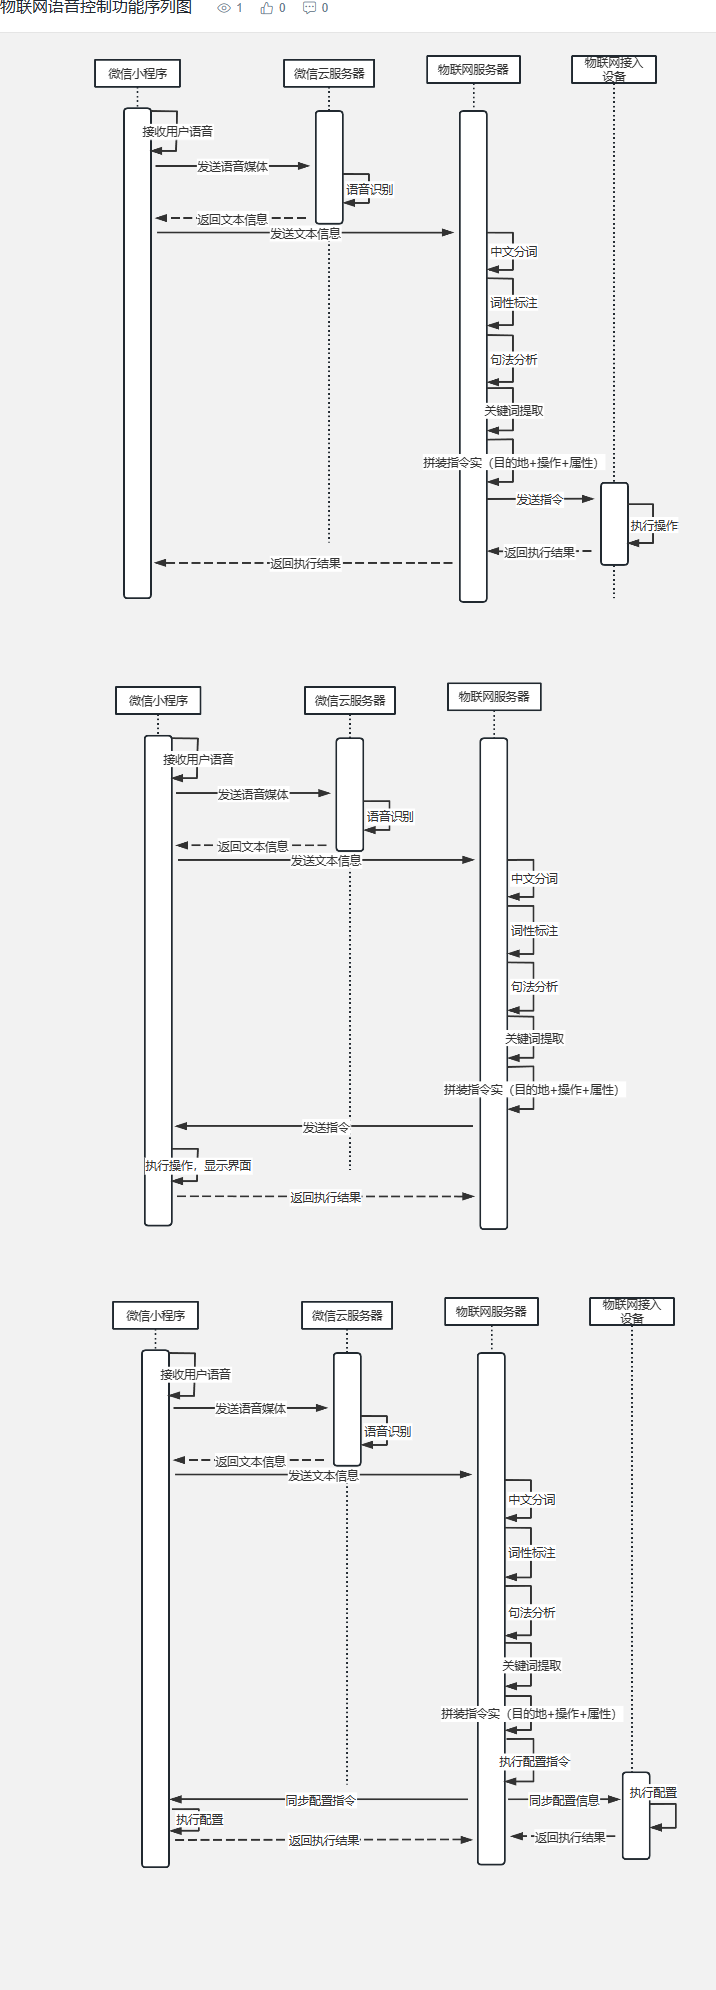 物联网语音控制功能序列图
1
0
0
微信小程序
微信云服务器
物联网服务器
物联网接入
设备
接收用户语音
发送语音媒体
语音识别
返回文本信息
发送文本信息
中文分词
词性标注
句法分析
关键词提取
拼装指令实（目的地+操作+属性）
发送指令
执行操作
返回执行结果
返回执行结果
微信小程序
微信云服务器
物联网服务器
接收用户语音
发送语音媒体
语音识别
返回文本信息
发送文本信息
中文分词
词性标注
句法分析
关键词提取
拼装指令实（目的地+操作+属性）
发送指令
执行操作，显示界面
返回执行结果
微信小程序
微信云服务器
物联网服务器
物联网接入
设备
接收用户语音
发送语音媒体
语音识别
返回文本信息
发送文本信息
中文分词
词性标注
句法分析
关键词提取
拼装指令实（目的地+操作+属性）
执行配置指令
同步配置指令
同步配置信息
执行配置
执行配置
返回执行结果
返回执行结果